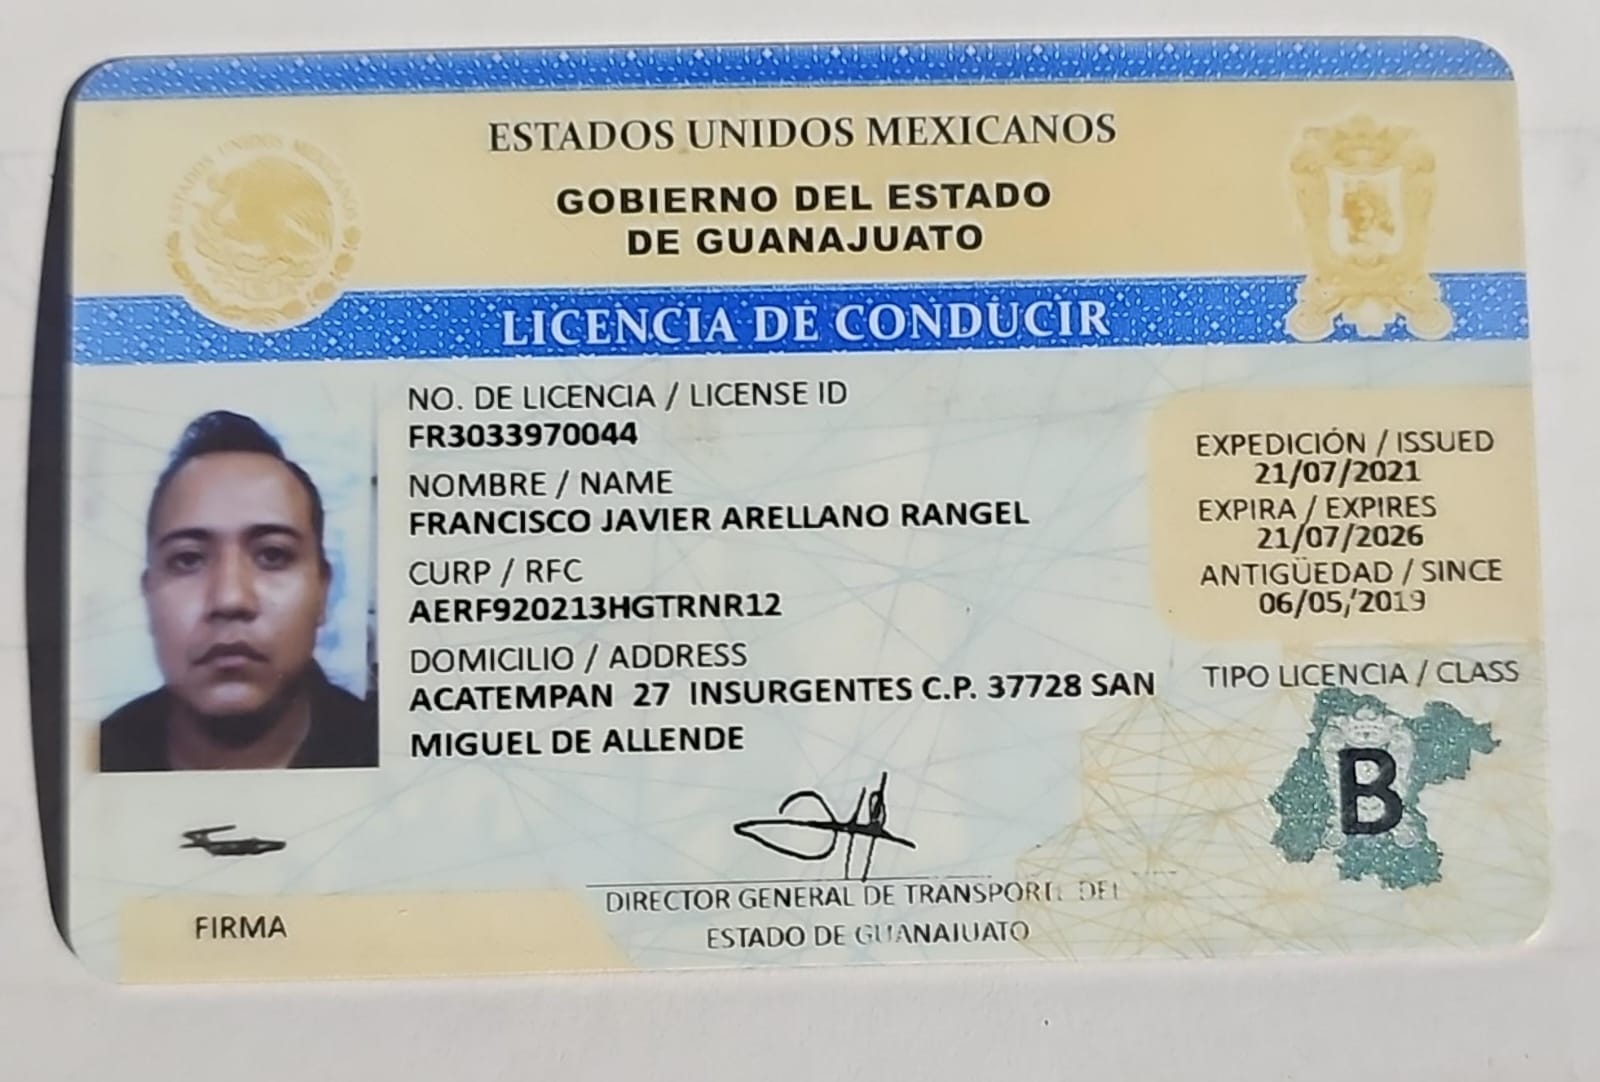 ESTADOS UNIDOS MEXICANOS
GOBIERNO DEL ESTADO
DE GUANAJUATO
ESTADOS UNIDOS MEXICANOS
LICENCIA DE CONDUCIR
NO. DE LICENCIA / LICENSE ID
FR3033970044
NOMBRE / NAME
FRANCISCO JAVIER ARELLANO RANGEL
CURP / RFC
AERF920213HGTRNR12
DOMICILIO / ADDRESS
ACATEMPAN 27 INSURGENTES C.P. 37728 SAN
MIGUEL DE ALLENDE
EXPEDICIÓN / ISSUED
21/07/2021
EXPIRA / EXPIRES
21/07/2026
ANTIGÜEDAD / SINCE
06/05/2019
TIPO LICENCIA / CLASS
B
FIRMA
DIRECTOR GENERAL DE TRANSPORTE DEL
ESTADO DE GUANAJUATO